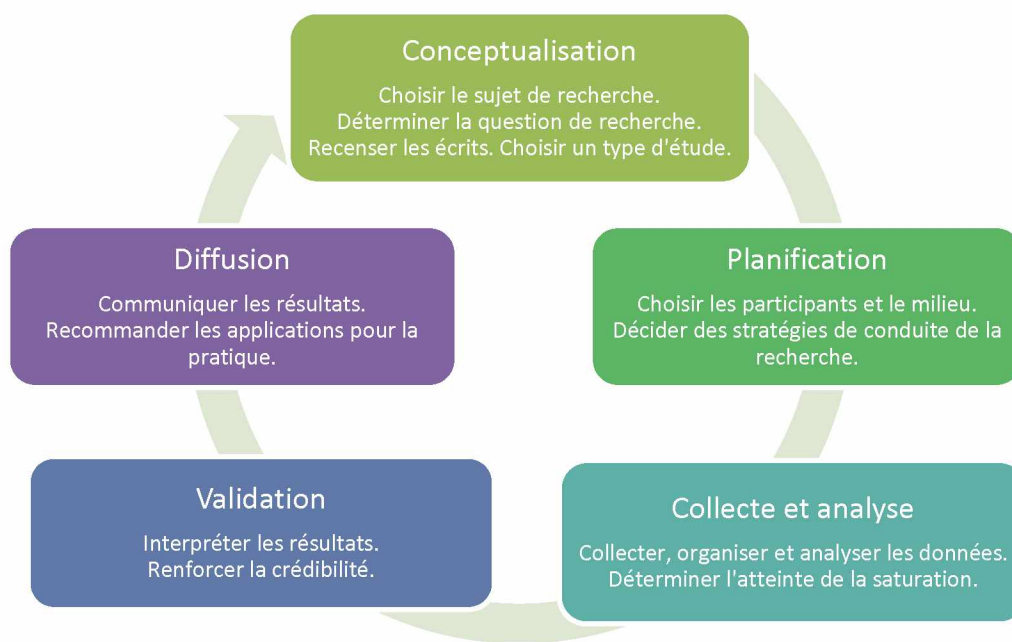 Conceptualisation
Choisir le sujet de recherche.
Déterminer la question de recherche.
Recenser les écrits. Choisir un type d'étude.
Planification
Choisir les participants et le milieu.
Décider des stratégies de conduite de la
recherche.
Collecte et analyse
Collecter, organiser et analyser les données.
Déterminer l'atteinte de la saturation.
Validation
Interpréter les résultats.
Renforcer la crédibilité.
Diffusion
Communiquer les résultats.
Recommander les applications pour la
pratique.